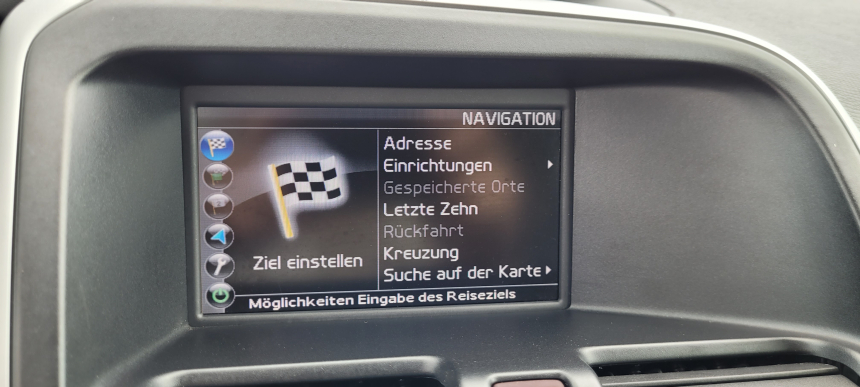 NAVIGATION
Adresse
Einrichtungen
Gespeicherte Orte
Letzte Zehn
Rückfahrt
Kreuzung
Suche auf der Karte
Ziel einstellen
Möglichkeiten Eingabe des Reiseziels